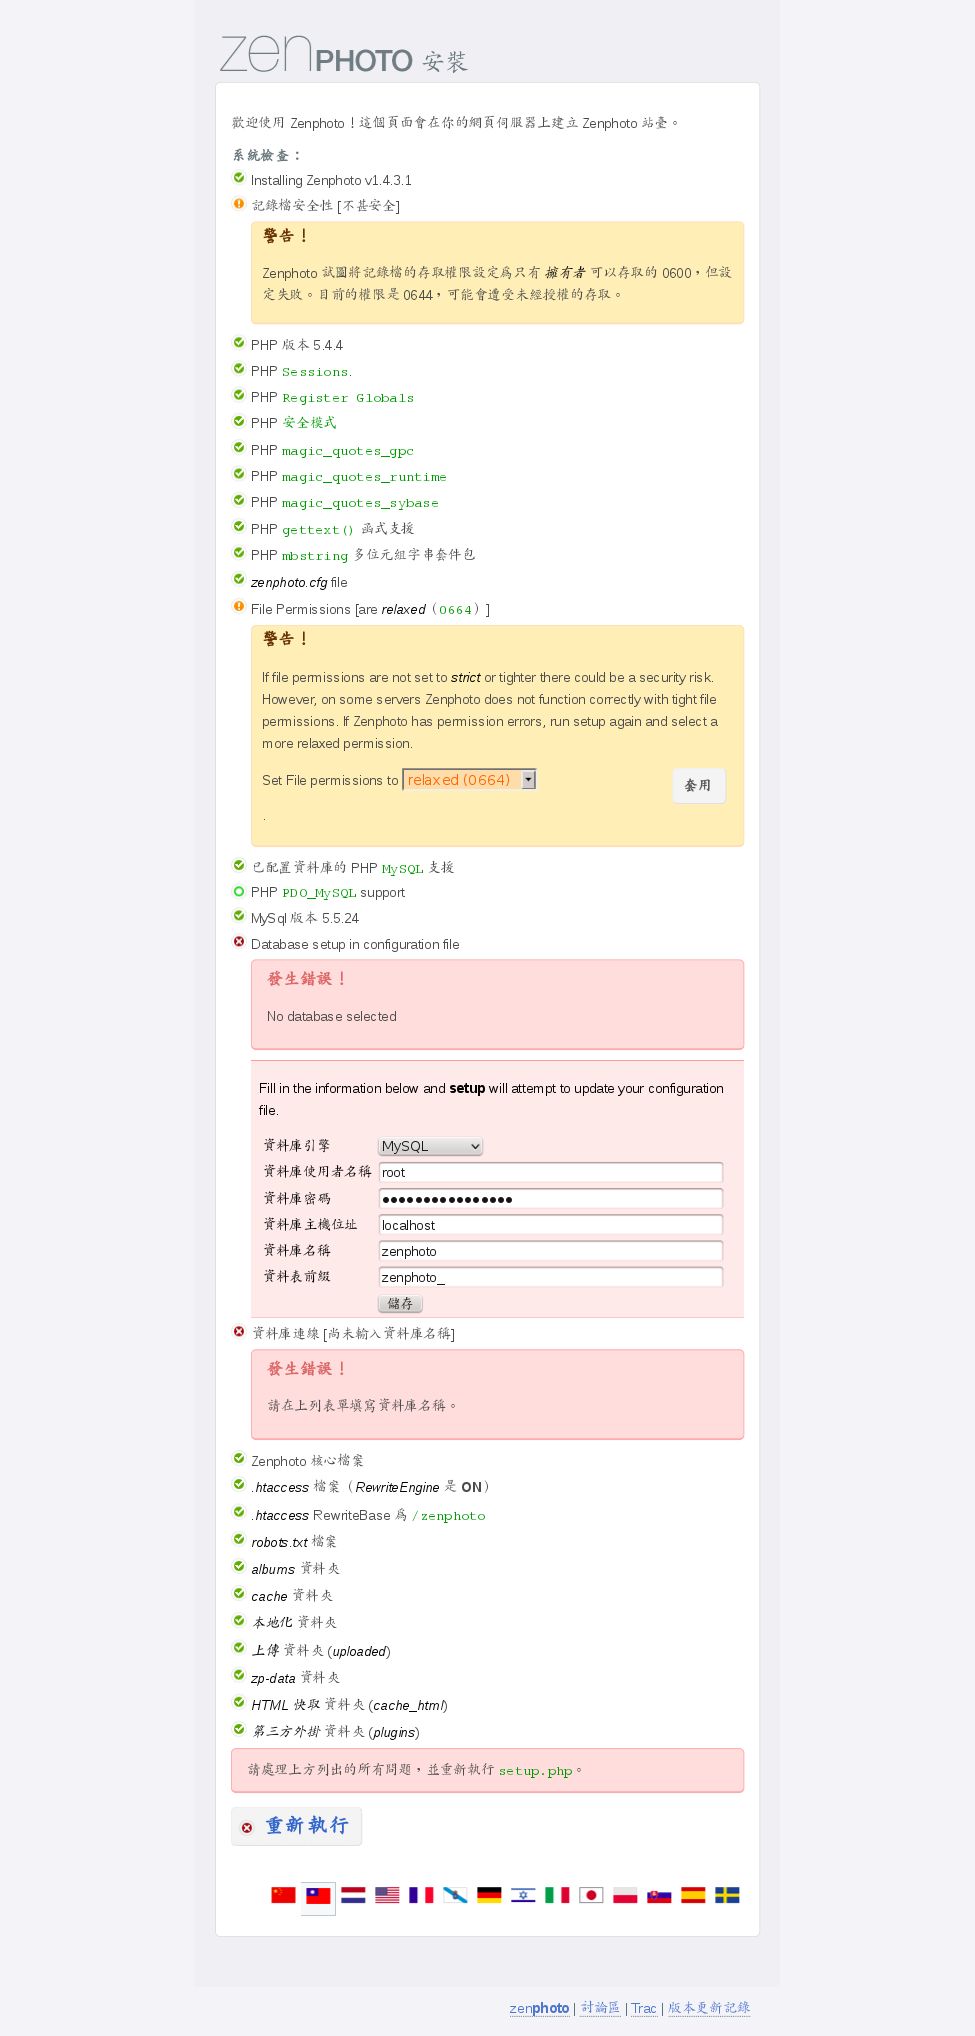 zenPHOTO 安裝
歡迎使用 Zenphoto！這個頁面會在你的網頁伺服器上建立 Zenphoto 站臺。
系統檢查：
Installing Zenphoto v1.4.3.1
記錄檔安全性 [不甚安全]
警告！
Zenphoto 試圖將記錄檔的存取權限設定爲只有 擁有者 可以存取的 0600，但設
定失敗。目前的權限是 0644，可能會遭受未經授權的存取。
PHP 版本 5.4.4
PHP Sessions.
PHP Register Globals
PHP 安全模式
PHP magic_quotes_gpc
PHP magic_quotes_runtime
PHP magic_quotes_sybase
PHP gettext() 函式支援
PHP mbstring 多位元組字串套件包
zenphoto.cfg file
File Permissions [are relaxed（0664）]
警告！
If file permissions are not set to strict or tighter there could be a security risk.
However, on some servers Zenphoto does not function correctly with tight file
permissions. If Zenphoto has permission errors, run setup again and select a
more relaxed permission.
Set File permissions to relaxed (0664) 套用
.
已配置資料庫的 PHP MySQL 支援
PHP PDO_MySQL support
MySql 版本 5.5.24
Database setup in configuration file
發生錯誤！
No database selected
Fill in the information below and setup will attempt to update your configuration
file.
資料庫引擎 MySQL
資料庫使用者名稱 root
資料庫密碼 ●●●●●●●●●●●●●●●●
資料庫主機位址 localhost
資料庫名稱 zenphoto
資料表前綴 zenphoto_
儲存
資料庫連線 [尚未輸入資料庫名稱]
發生錯誤！
請在上列表單填寫資料庫名稱。
Zenphoto 核心檔案
.htaccess 檔案（RewriteEngine 是 ON）
.htaccess RewriteBase 爲 /zenphoto
robots.txt 檔案
albums 資料夾
cache 資料夾
本地化 資料夾
上傳 資料夾 (uploaded)
zp-data 資料夾
HTML 快取 資料夾 (cache_html)
第三方外掛 資料夾 (plugins)
請處理上方列出的所有問題，並重新執行 setup.php。
重新執行
zenphoto | 討論區 | Trac | 版本更新記錄